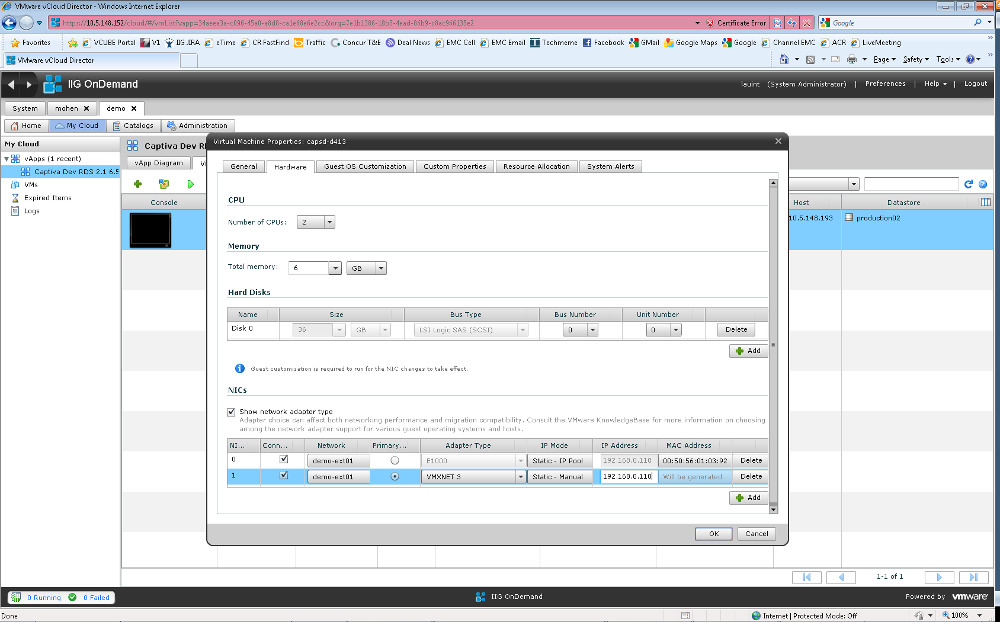 VMware vCloud Director - Windows Internet Explorer
https://10.5.148.152/cloud/#/vmList?vapp=34aeea3a-c096-45a0-a8d8-ca1e68e6e2cc&org=7e1b1386-18b3-4ead-86b9-c8ac966135e2
Certificate Error
Google
Favorites
VCUBE Portal V1 IIG JIRA eTime CR FastFind Traffic Concur T&E Deal News EMC Cell EMC Email Techmeme Facebook GMail Google Maps Google Channel EMC ACR LiveMeeting
VMware vCloud Director
Page Safety Tools
IIG OnDemand
lauint (System Administrator) | Preferences | Help | Logout
System mohen demo
Home My Cloud Catalogs Administration
My Cloud
vApps (1 recent)
Captiva Dev RDS 2.1 6.5
VMs
Expired Items
Logs
Captiva Dev R
vApp Diagram Vi
Console
Host Datastore
10.5.148.193 production02
Virtual Machine Properties: capsd-d413
General Hardware Guest OS Customization Custom Properties Resource Allocation System Alerts
CPU
Number of CPUs: 2
Memory
Total memory: 6 GB
Hard Disks
Name Size Bus Type Bus Number Unit Number
Disk 0 36 GB LSI Logic SAS (SCSI) 0 0 Delete
Add
Guest customization is required to run for the NIC changes to take effect.
NICs
Show network adapter type
Adapter choice can affect both networking performance and migration compatibility. Consult the VMware KnowledgeBase for more information on choosing
among the network adapter support for various guest operating systems and hosts.
NI... Conn... Network Primary... Adapter Type IP Mode IP Address MAC Address
0 demo-ext01 E1000 Static - IP Pool 192.168.0.110 00:50:56:01:03:92 Delete
1 demo-ext01 VMXNET 3 Static - Manual 192.168.0.110 Will be generated Delete
Add
OK Cancel
1-1 of 1
0 Running 0 Failed
IIG OnDemand
Powered by vmware
Done
Internet | Protected Mode: Off
100%